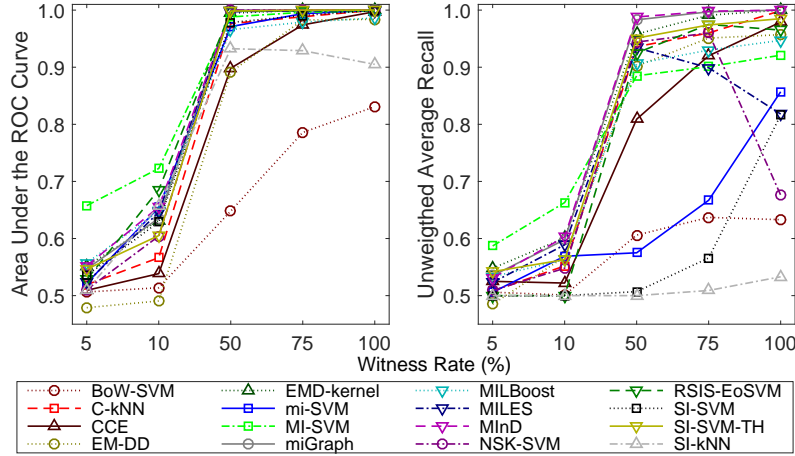 1.0
0.9
0.8
0.7
0.6
0.5
Area Under the ROC Curve
5 10 50 75 100
1.0
0.9
0.8
0.7
0.6
0.5
Unweigthed Average Recall
5 10 50 75 100
Witness Rate (%)
BoW-SVM EMD-kernel MILBoost RSIS-EoSVM
C-kNN mi-SVM MILES SI-SVM
CCE MI-SVM MInD SI-SVM-TH
EM-DD miGraph NSK-SVM SI-kNN